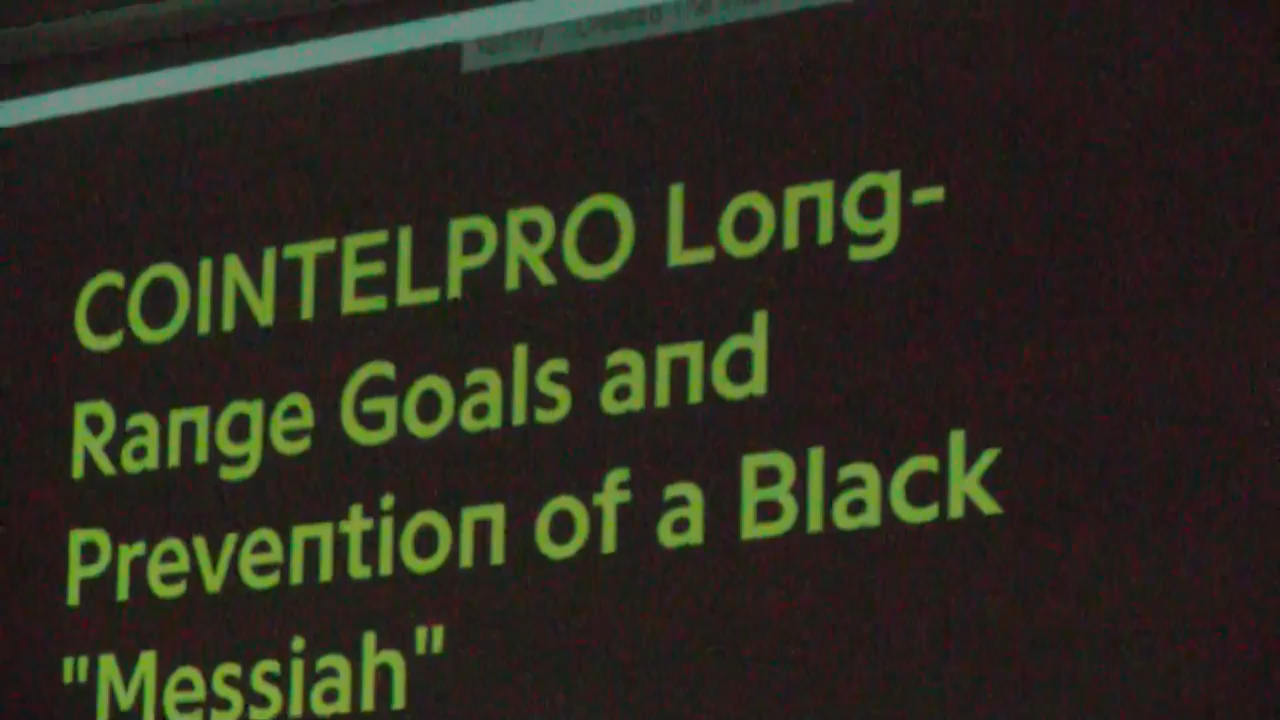 COINTELPRO Long-
Range Goals and
Prevention of a Black
"Messiah"